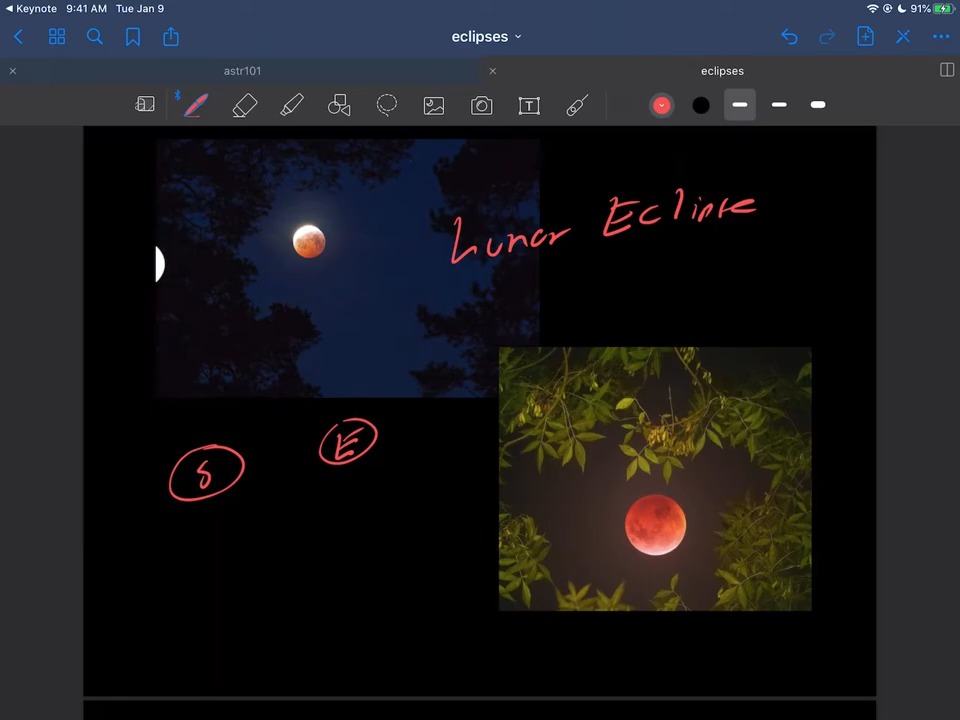 Keynote 9:41 AM Tue Jan 9 91%
eclipses
astr101 eclipses
T
Lunar Eclipse
E
S